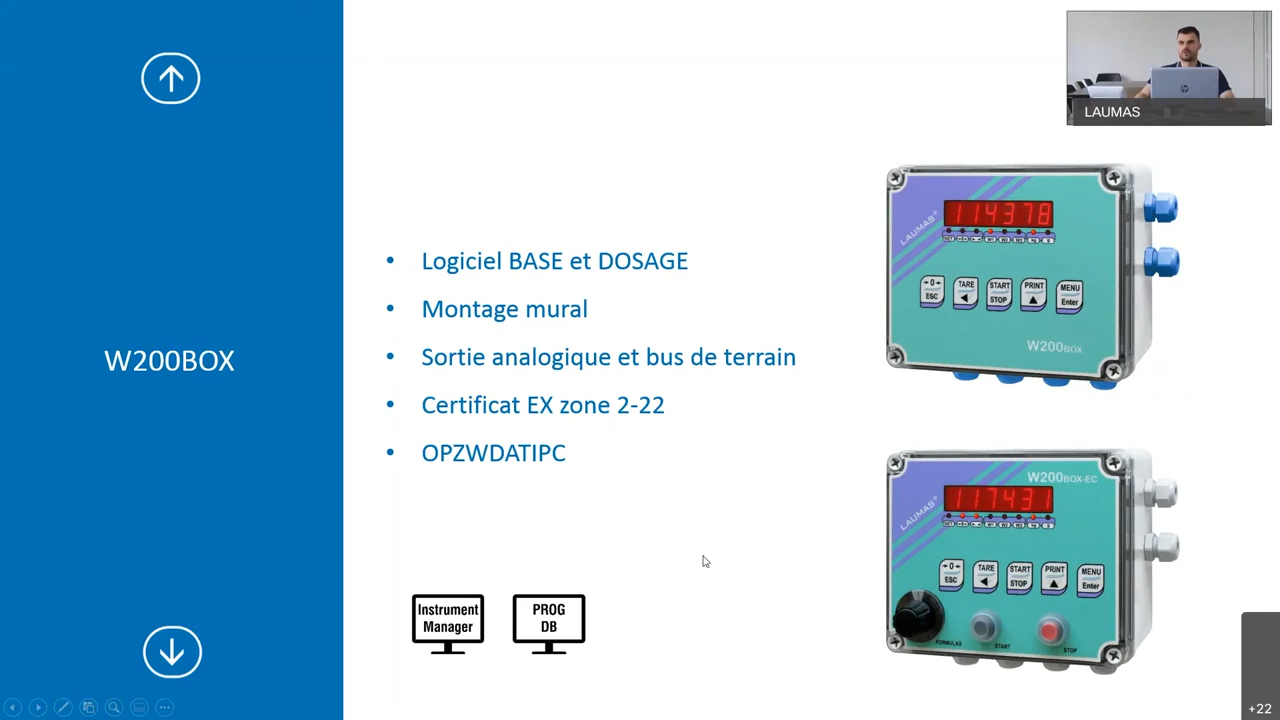 W200BOX
• Logiciel BASE et DOSAGE
• Montage mural
• Sortie analogique et bus de terrain
• Certificat EX zone 2-22
• OPZWDATIPC
Instrument
Manager
PROG
DB
LAUMAS
114378
LAUMAS®
→0←
ESC
TARE
START
STOP
PRINT
MENU
Enter
W200BOX
W200BOX-EC
117431
LAUMAS®
→0←
ESC
TARE
START
STOP
PRINT
MENU
Enter
FORMULAS
START
STOP
+22